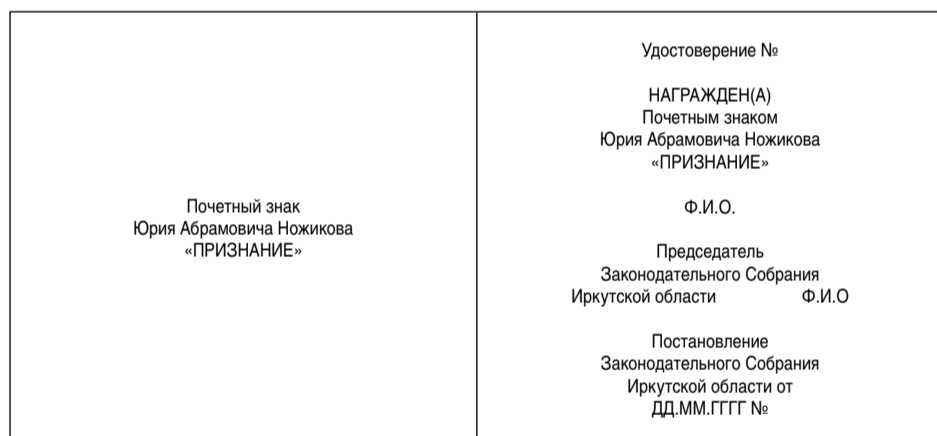 Почетный знак
Юрия Абрамовича Ножикова
«ПРИЗНАНИЕ»
Удостоверение №
НАГРАЖДЕН(А)
Почетным знаком
Юрия Абрамовича Ножикова
«ПРИЗНАНИЕ»
Ф.И.О.
Председатель
Законодательного Собрания
Иркутской области Ф.И.О
Постановление
Законодательного Собрания
Иркутской области от
ДД.ММ.ГГГГ №